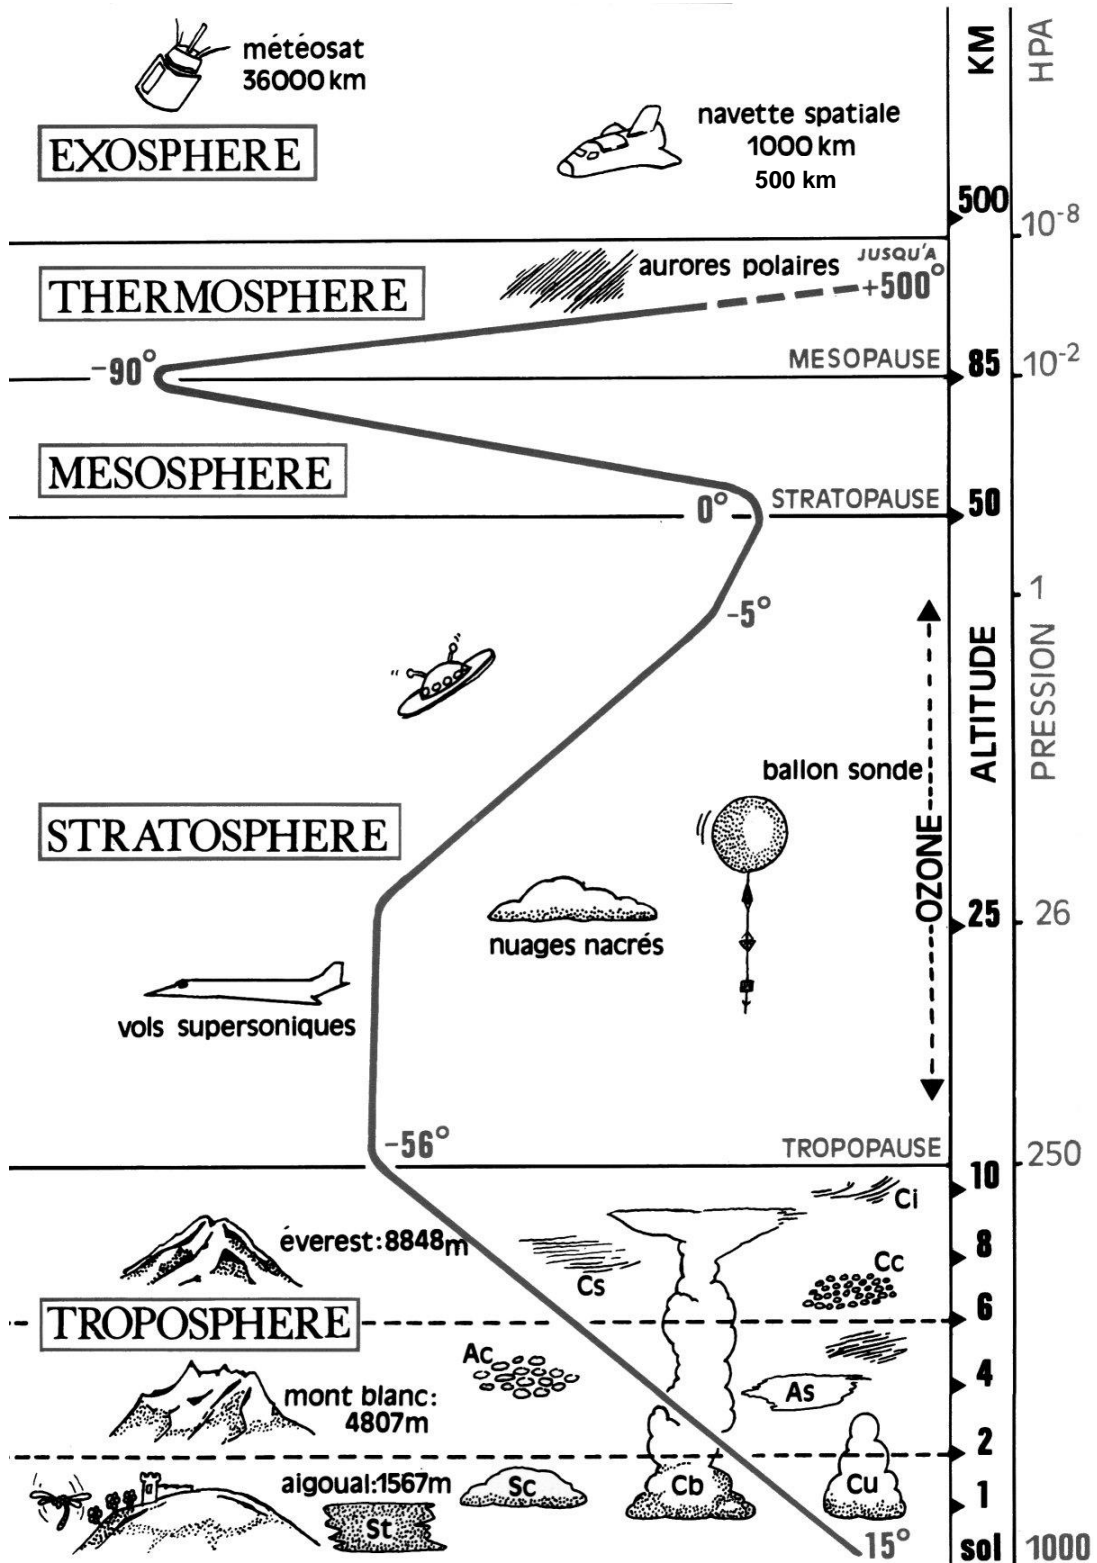 météosat
36000 km
KM
HPA
navette spatiale
1000 km
500 km
EXOSPHERE
500
10⁻⁸
aurores polaires
JUSQU'A
+500°
THERMOSPHERE
-90°
MESOPAUSE
85
10⁻²
MESOSPHERE
0°
STRATOPAUSE
50
-5°
1
ALTITUDE
PRESSION
ballon sonde
STRATOSPHERE
OZONE
nuages nacrés
25
26
vols supersoniques
-56°
TROPOPAUSE
10
250
Ci
éverest: 8848m
8
Cs
Cc
6
TROPOSPHERE
Ac
mont blanc:
4807m
As
4
2
aigoual: 1567m
Sc
Cb
Cu
1
St
15°
sol
1000